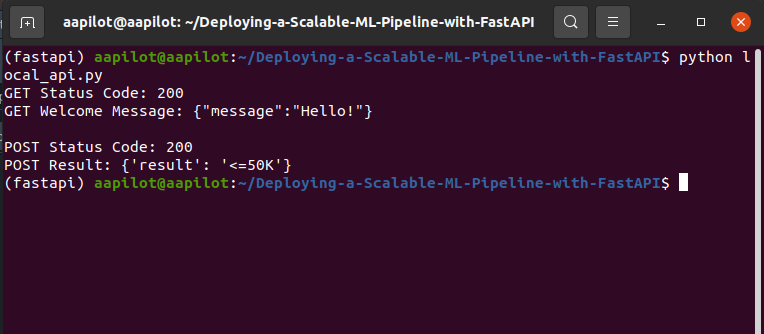 aapilot@aapilot: ~/Deploying-a-Scalable-ML-Pipeline-with-FastAPI
(fastapi) aapilot@aapilot:~/Deploying-a-Scalable-ML-Pipeline-with-FastAPI$ python l
ocal_api.py
GET Status Code: 200
GET Welcome Message: {"message":"Hello!"}
POST Status Code: 200
POST Result: {'result': '<=50K'}
(fastapi) aapilot@aapilot:~/Deploying-a-Scalable-ML-Pipeline-with-FastAPI$